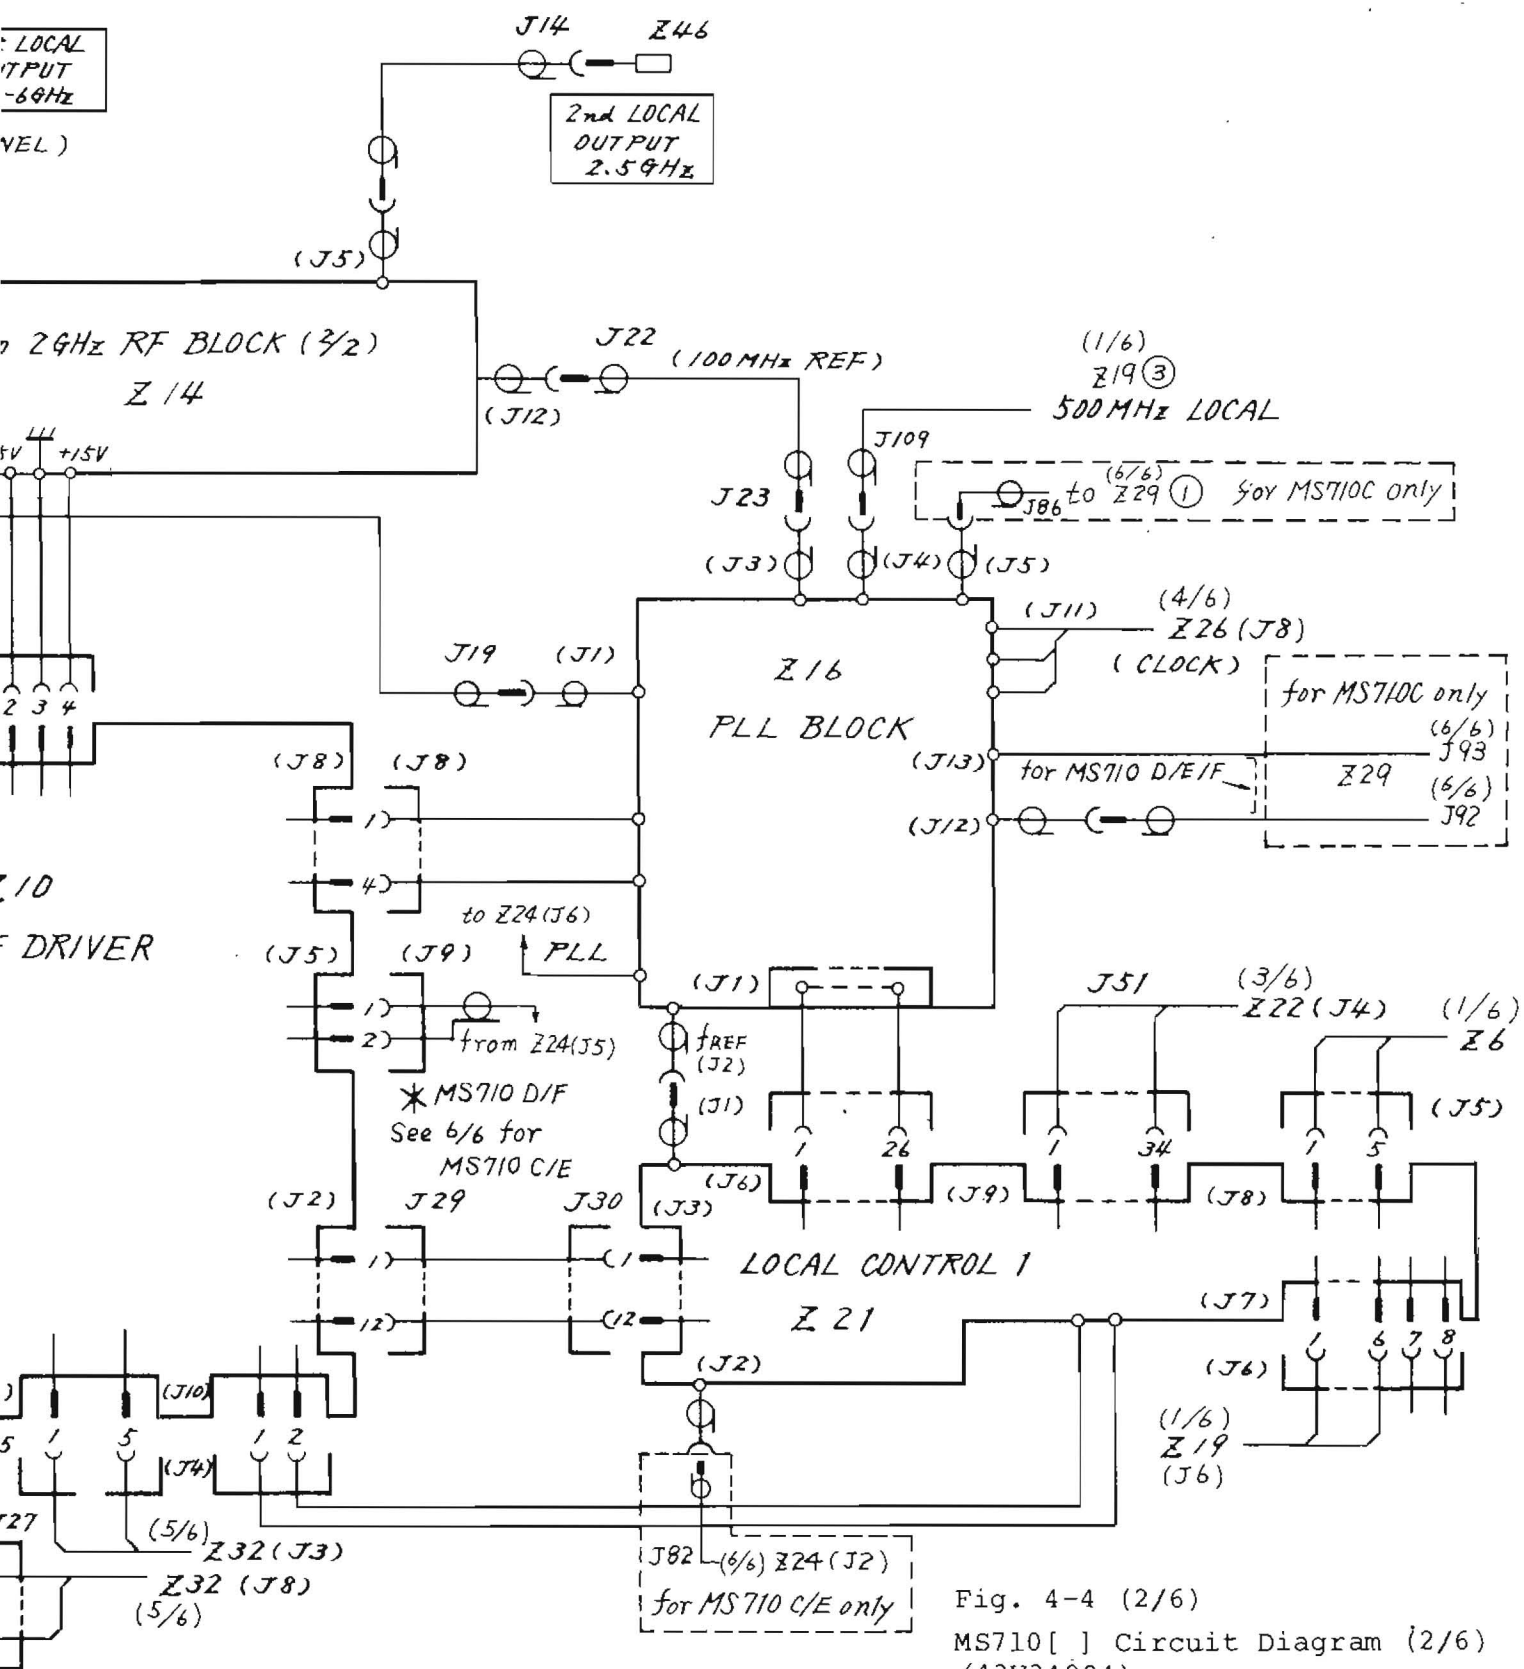 J14
Z46
LOCAL
-6GHz
2nd LOCAL
OUTPUT
2.5GHz
(J5)
2GHz RF BLOCK (2/2)
Z14
+15V
J22
(100MHz REF)
(J12)
(1/6)
Z19 ③
500MHz LOCAL
J109
J23
(6/6)
J86 to Z29 ① for MS710C only
(J3)
(J4)
(J5)
(J11)
(4/6)
Z26 (J8)
(CLOCK)
J19
(J1)
Z16
PLL BLOCK
for MS710C only
(6/6)
J93
(J13)
for MS710 D/E/F
Z29
(6/6)
J92
(J12)
2 3 4
(J8)
(J8)
1
4
to Z24(J6)
PLL
DRIVER
(J5)
(J9)
1
2
from Z24(J5)
* MS710 D/F
See 6/6 for
MS710 C/E
(J1)
fREF
(J2)
(J1)
J51
(3/6)
Z22 (J4)
(1/6)
Z6
(J5)
1
26
1
34
1
5
(J6)
(J9)
(J8)
(J2)
J29
J30
(J3)
1
1
12
12
LOCAL CONTROL 1
Z21
(J7)
1 6 7 8
(J6)
(1/6)
Z19
(J6)
(J2)
(J10)
1 5
1 2
(J4)
(5/6)
Z32 (J3)
Z32 (J8)
(5/6)
J82 (6/6) Z24 (J2)
for MS710 C/E only
Fig. 4-4 (2/6)
MS710[ ] Circuit Diagram (2/6)